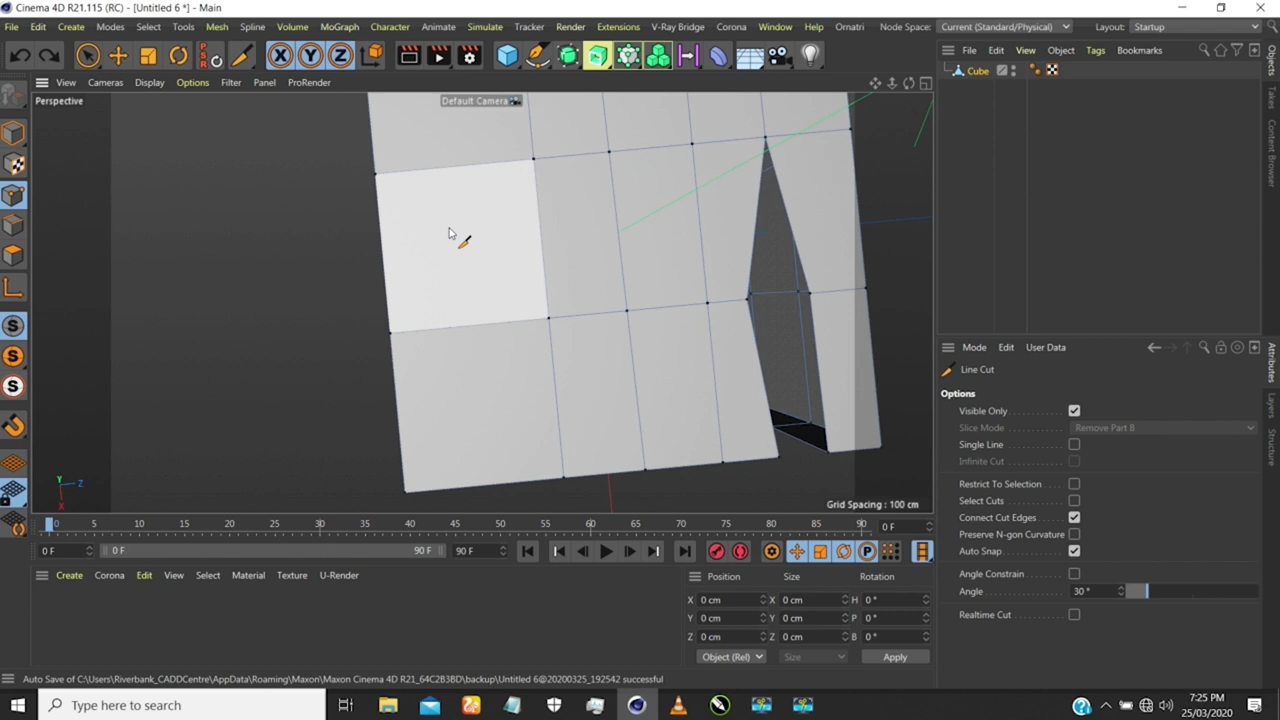 Cinema 4D R21.115 (RC) - [Untitled 6 *] - Main
File Edit Create Modes Select Tools Mesh Spline Volume MoGraph Character Animate Simulate Tracker Render Extensions V-Ray Bridge Corona Window Help Ornatri Node Space: Current (Standard/Physical) Layout: Startup
PSR X Y Z
View Cameras Display Options Filter Panel ProRender
File Edit View Object Tags Bookmarks
Perspective
Default Camera
Cube
Objects
Takes
Content Browser
Mode Edit User Data
Line Cut
Options
Visible Only
Slice Mode Remove Part B
Single Line
Infinite Cut
Restrict To Selection
Select Cuts
Connect Cut Edges
Preserve N-gon Curvature
Auto Snap
Angle Constrain
Angle 30 °
Realtime Cut
Attributes
Layers
Structure
S
S
S
Y
Z
X
Grid Spacing : 100 cm
0 5 10 15 20 25 30 35 40 45 50 55 60 65 70 75 80 85 90 0 F
0 F 0 F 90 F 90 F P
Create Corona Edit View Select Material Texture U-Render
Position Size Rotation
X 0 cm X 0 cm H 0 °
Y 0 cm Y 0 cm P 0 °
Z 0 cm Z 0 cm B 0 °
Object (Rel) Size Apply
Auto Save of C:\Users\Riverbank_CADDCentre\AppData\Roaming\Maxon\Maxon Cinema 4D R21_64C2B3BD\backup\Untitled 6@20200325_192542 successful
Type here to search
7:25 PM
25/03/2020